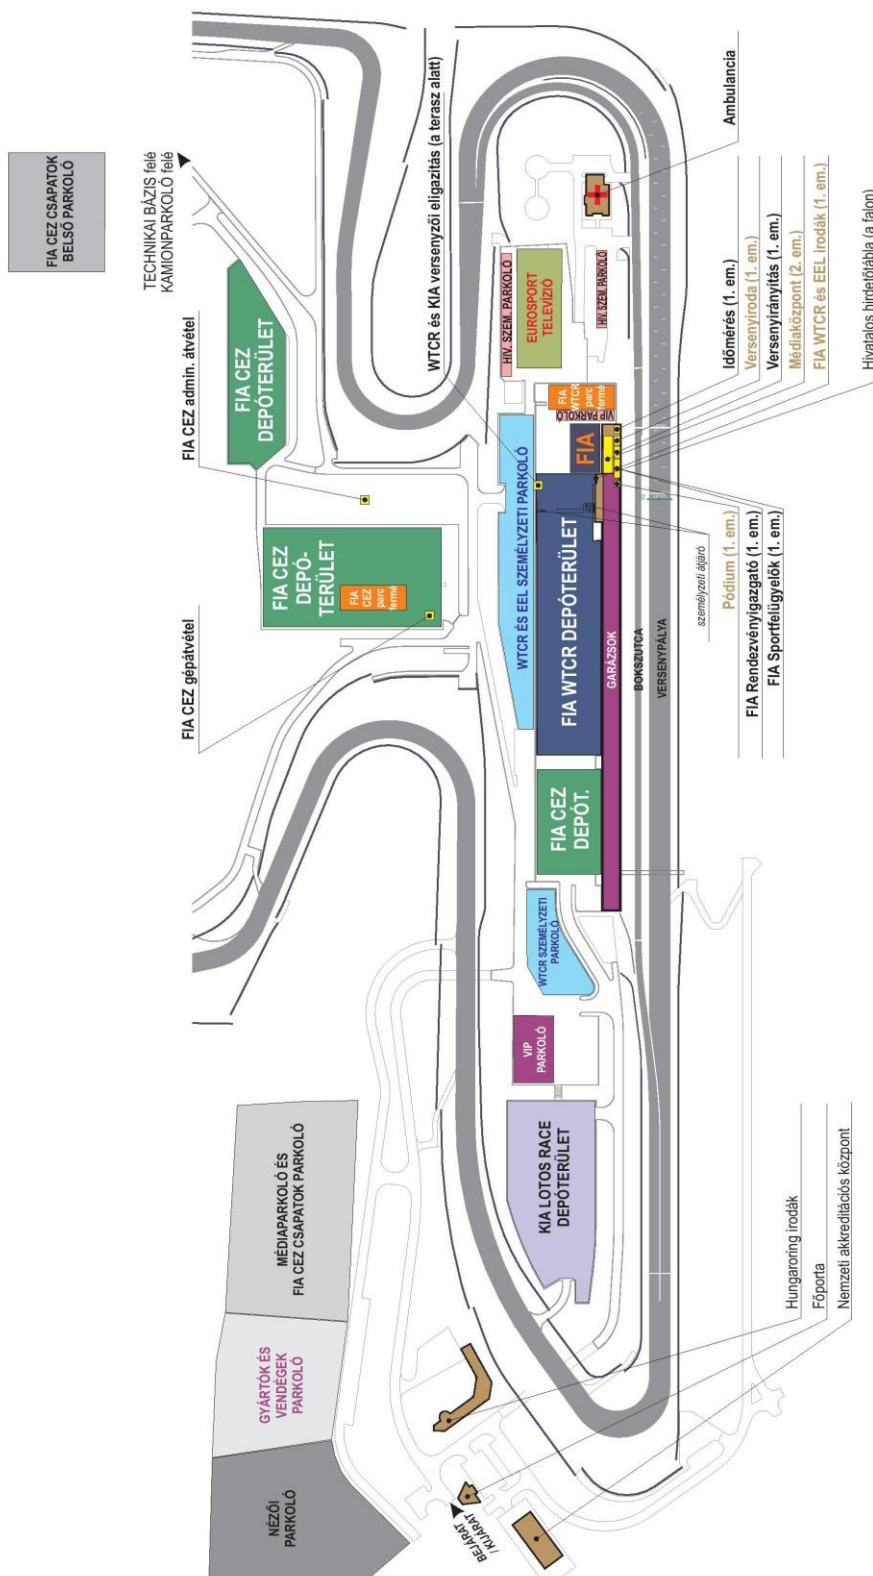 FIA CEZ CSAPATOK
BELSŐ PARKOLÓ
TECHNIKAI BÁZIS felé
KAMIONPARKOLÓ felé
FIA CEZ
DEPÓTERÜLET
FIA CEZ admin. átvétel
FIA CEZ
DEPÓ-
TERÜLET
FIA
CEZ
parc
fermé
FIA CEZ gépátvétel
WTCR és KIA versenyzői eligazítás (a terasz alatt)
HIV. SZEM. PARKOLÓ
EUROSPORT
TELEVÍZIÓ
HIV. SZEM. PARKOLÓ
Ambulancia
FIA
WTCR
parc
fermé
VIP PARKOLÓ
FIA
WTCR ÉS EEL SZEMÉLYZETI PARKOLÓ
FIA WTCR DEPÓTERÜLET
GARÁZSOK
BOKSZUTCA
VERSENYPÁLYA
Időmérés (1. em.)
Versenyiroda (1. em.)
Versenyirányítás (1. em.)
Médiaközpont (2. em.)
FIA WTCR és EEL irodák (1. em.)
Hivatalos hirdetőtábla (a falon)
személyzeti átjáró
Pódium (1. em.)
FIA Rendezvényigazgató (1. em.)
FIA Sportfelügyelők (1. em.)
FIA CEZ
DEPÓT.
WTCR SZEMÉLYZETI
PARKOLÓ
VIP
PARKOLÓ
KIA LOTOS RACE
DEPÓTERÜLET
MÉDIAPARKOLÓ ÉS
FIA CEZ CSAPATOK PARKOLÓ
GYÁRTÓK ÉS
VENDÉGEK
PARKOLÓ
NÉZŐI
PARKOLÓ
BEJÁRAT
/KIJÁRAT
Hungaroring irodák
Főporta
Nemzeti akkreditációs központ